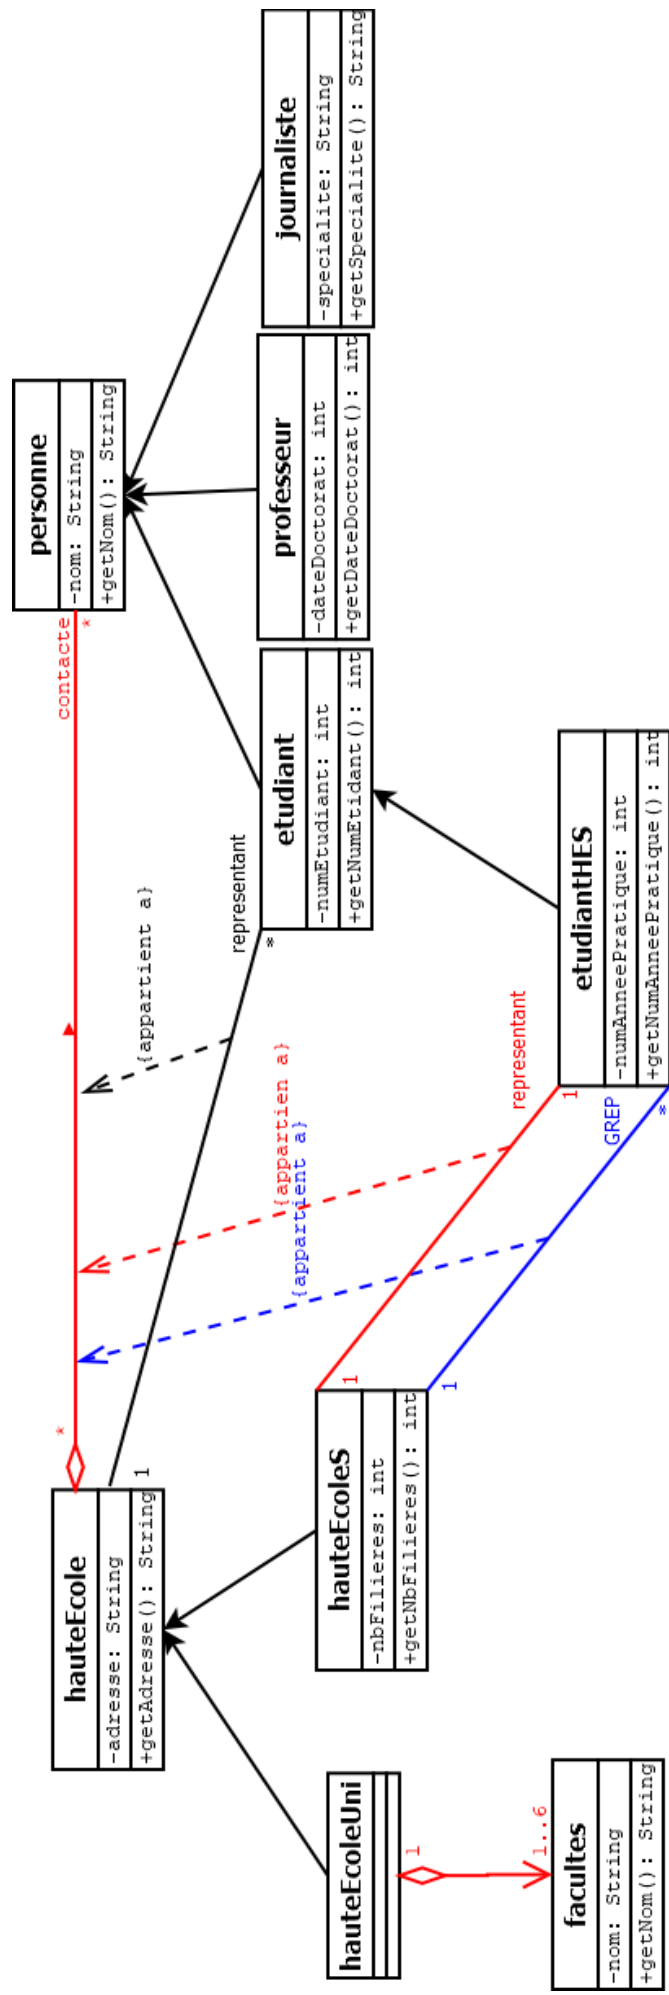 hauteEcole
-adresse: String
+getAdresse(): String
*
1
contacte
*
personne
-nom: String
+getNom(): String
{appartient a}
representant
*
{appartien a}
{appartient a}
hauteEcoleUni
1
1..6
facultes
-nom: String
+getNom(): String
hauteEcoleS
-nbFilieres: int
+getNbFilieres(): int
1
1
etudiant
-numEtudiant: int
+getNumEtidant(): int
professeur
-dateDoctorat: int
+getDateDoctorat(): int
journaliste
-specialite: String
+getSpecialite(): String
representant
1
GREP
*
etudiantHES
-numAnneePratique: int
+getNumAnneePratique(): int